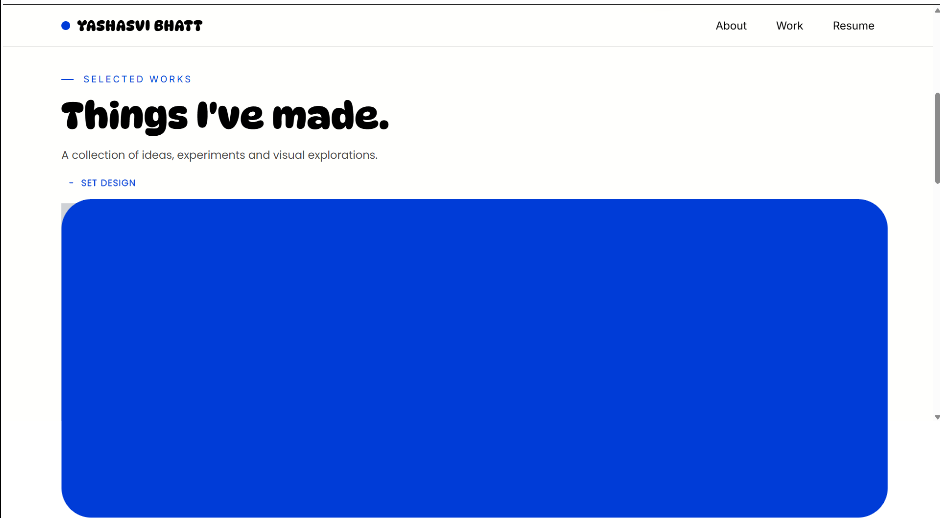 YASHASVI BHATT
About Work Resume
— SELECTED WORKS
Things I've made.
A collection of ideas, experiments and visual explorations.
- SET DESIGN